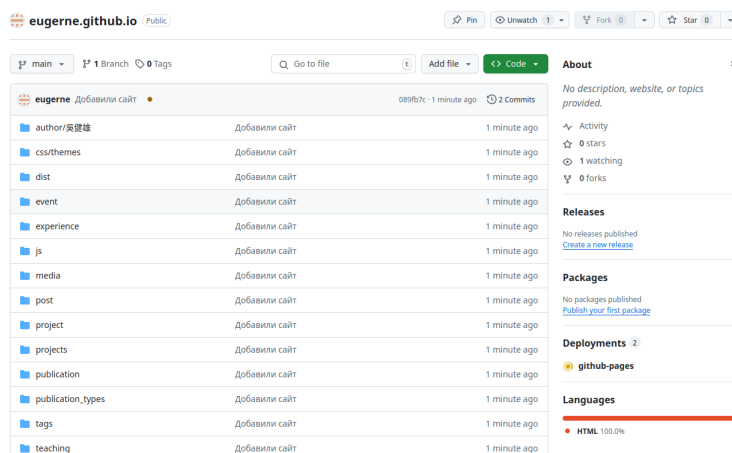 eugerne.github.io Public Pin Unwatch 1 Fork 0 Star 0
main 1 Branch 0 Tags Go to file t Add file Code
eugerne Добавили сайт 089fb7c · 1 minute ago 2 Commits
author/吳健雄 Добавили сайт 1 minute ago
css/themes Добавили сайт 1 minute ago
dist Добавили сайт 1 minute ago
event Добавили сайт 1 minute ago
experience Добавили сайт 1 minute ago
js Добавили сайт 1 minute ago
media Добавили сайт 1 minute ago
post Добавили сайт 1 minute ago
project Добавили сайт 1 minute ago
projects Добавили сайт 1 minute ago
publication Добавили сайт 1 minute ago
publication_types Добавили сайт 1 minute ago
tags Добавили сайт 1 minute ago
teaching Добавили сайт 1 minute ago
About
No description, website, or topics
provided.
Activity
0 stars
1 watching
0 forks
Releases
No releases published
Create a new release
Packages
No packages published
Publish your first package
Deployments 2
github-pages
Languages
HTML 100.0%